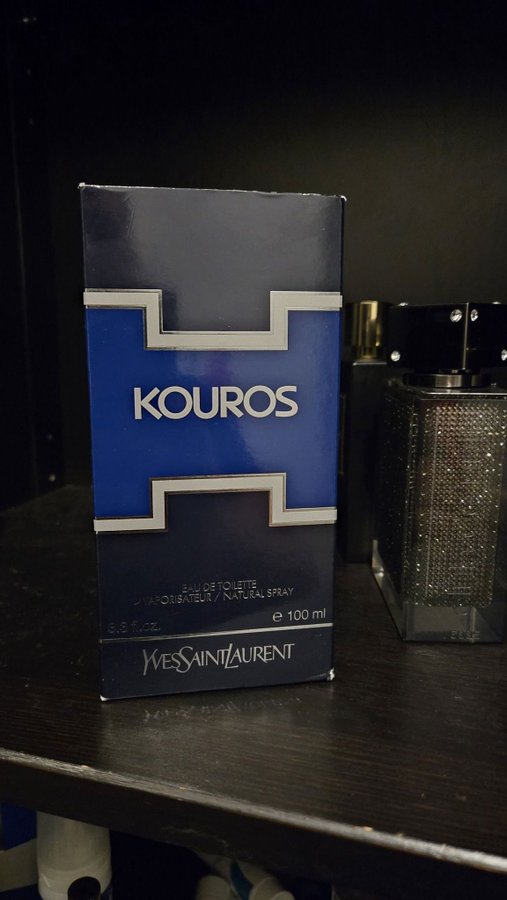 KOUROS
EAU DE TOILETTE
VAPORISATEUR / NATURAL SPRAY
3.3 fl.oz. e 100 ml
YVESSAINTLAURENT